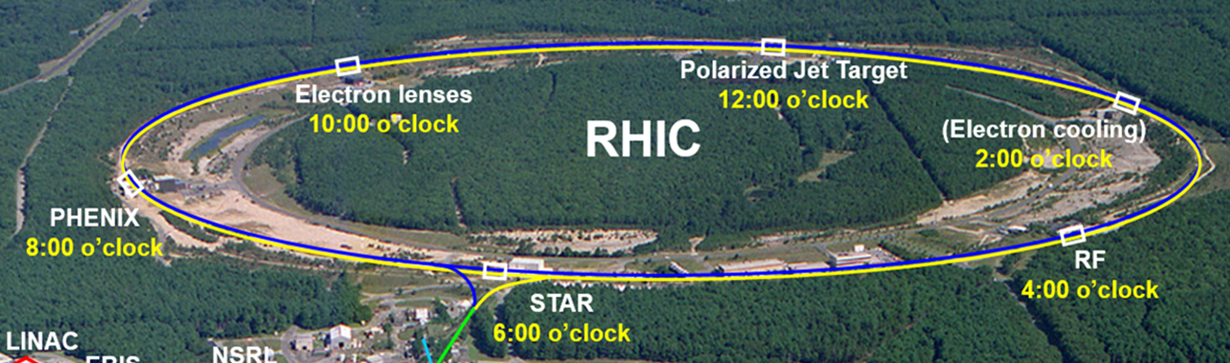 Polarized Jet Target
12:00 o'clock
Electron lenses
10:00 o'clock
RHIC
(Electron cooling)
2:00 o'clock
PHENIX
8:00 o'clock
RF
4:00 o'clock
STAR
6:00 o'clock
LINAC
EBIS
NSRL